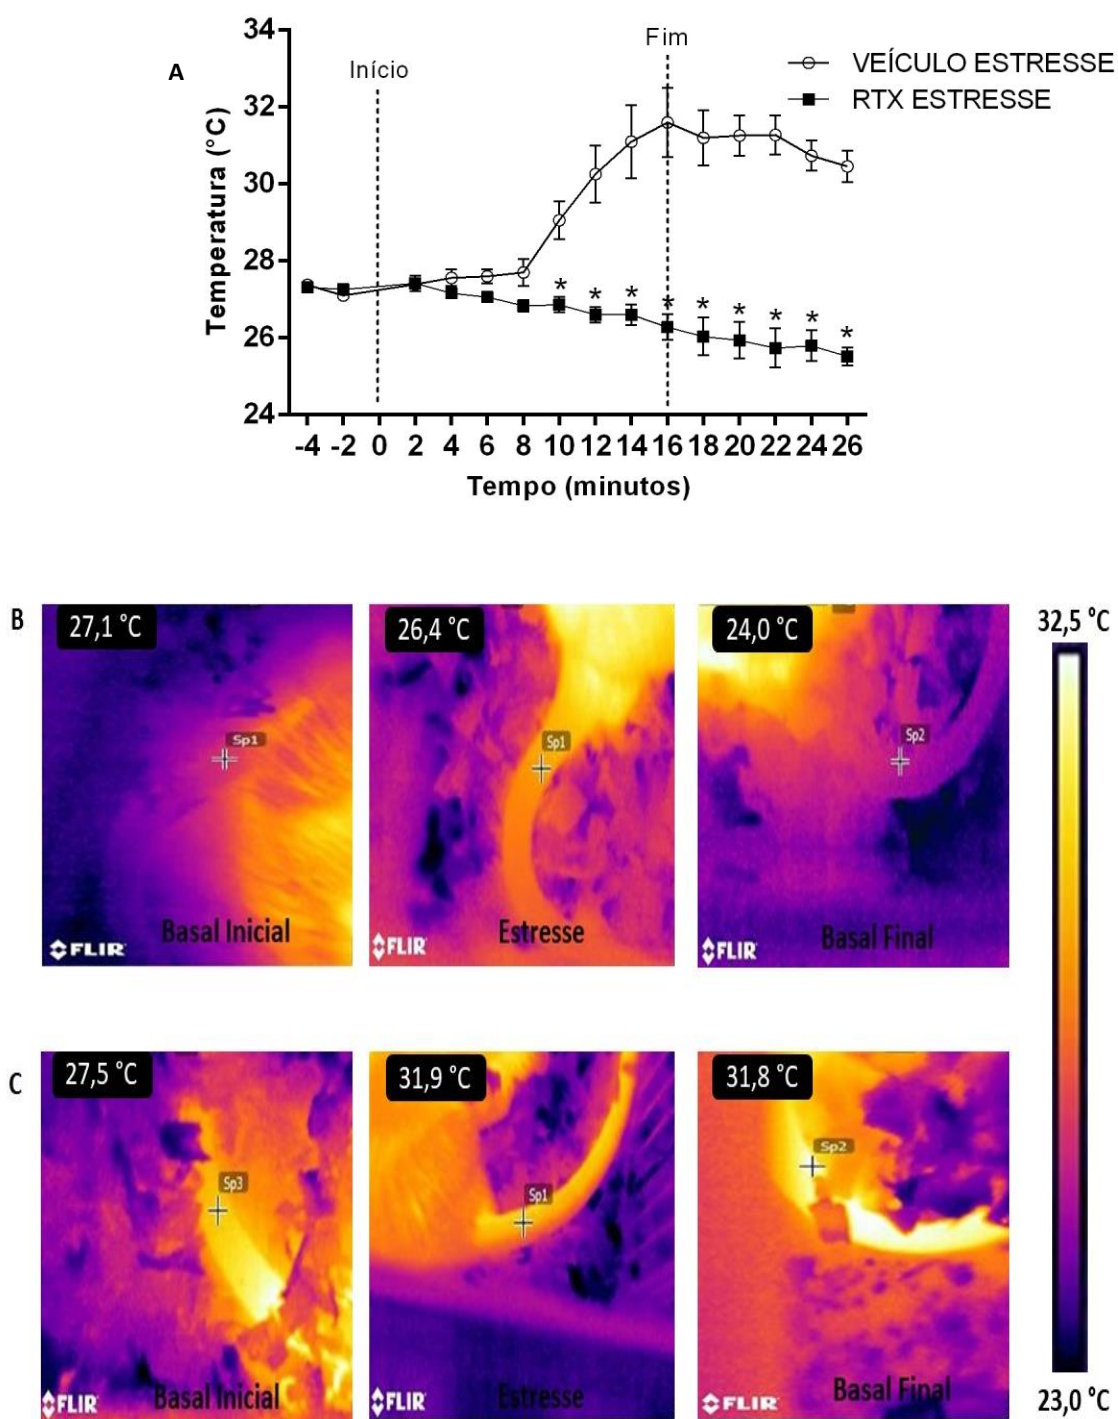 A
Início
Fim
VEÍCULO ESTRESSE
RTX ESTRESSE
Temperatura (°C)
34
32
30
28
26
24
* * * * * * * * *
-4 -2 0 2 4 6 8 10 12 14 16 18 20 22 24 26
Tempo (minutos)
B
27,1 °C
Sp1
Basal Inicial
FLIR
26,4 °C
Sp1
Estresse
FLIR
24,0 °C
Sp2
Basal Final
FLIR
32,5 °C
C
27,5 °C
Sp3
Basal Inicial
FLIR
31,9 °C
Sp1
Estresse
FLIR
31,8 °C
Sp2
Basal Final
FLIR
23,0 °C